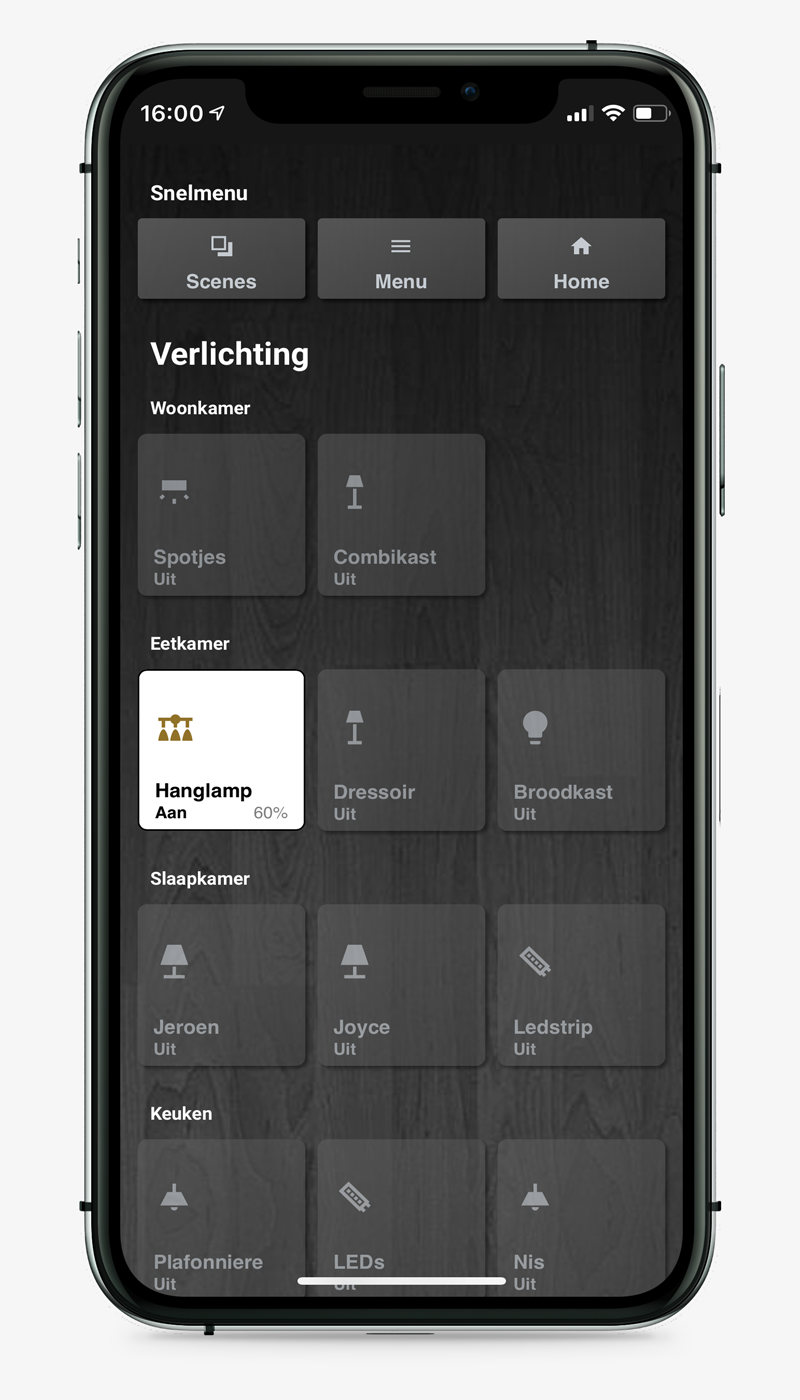 16:00
Snelmenu
Scenes Menu Home
Verlichting
Woonkamer
Spotjes Combikast
Uit Uit
Eetkamer
Hanglamp Dressoir Broodkast
Aan 60% Uit Uit
Slaapkamer
Jeroen Joyce Ledstrip
Uit Uit Uit
Keuken
Plafonniere LEDs Nis
Uit Uit Uit